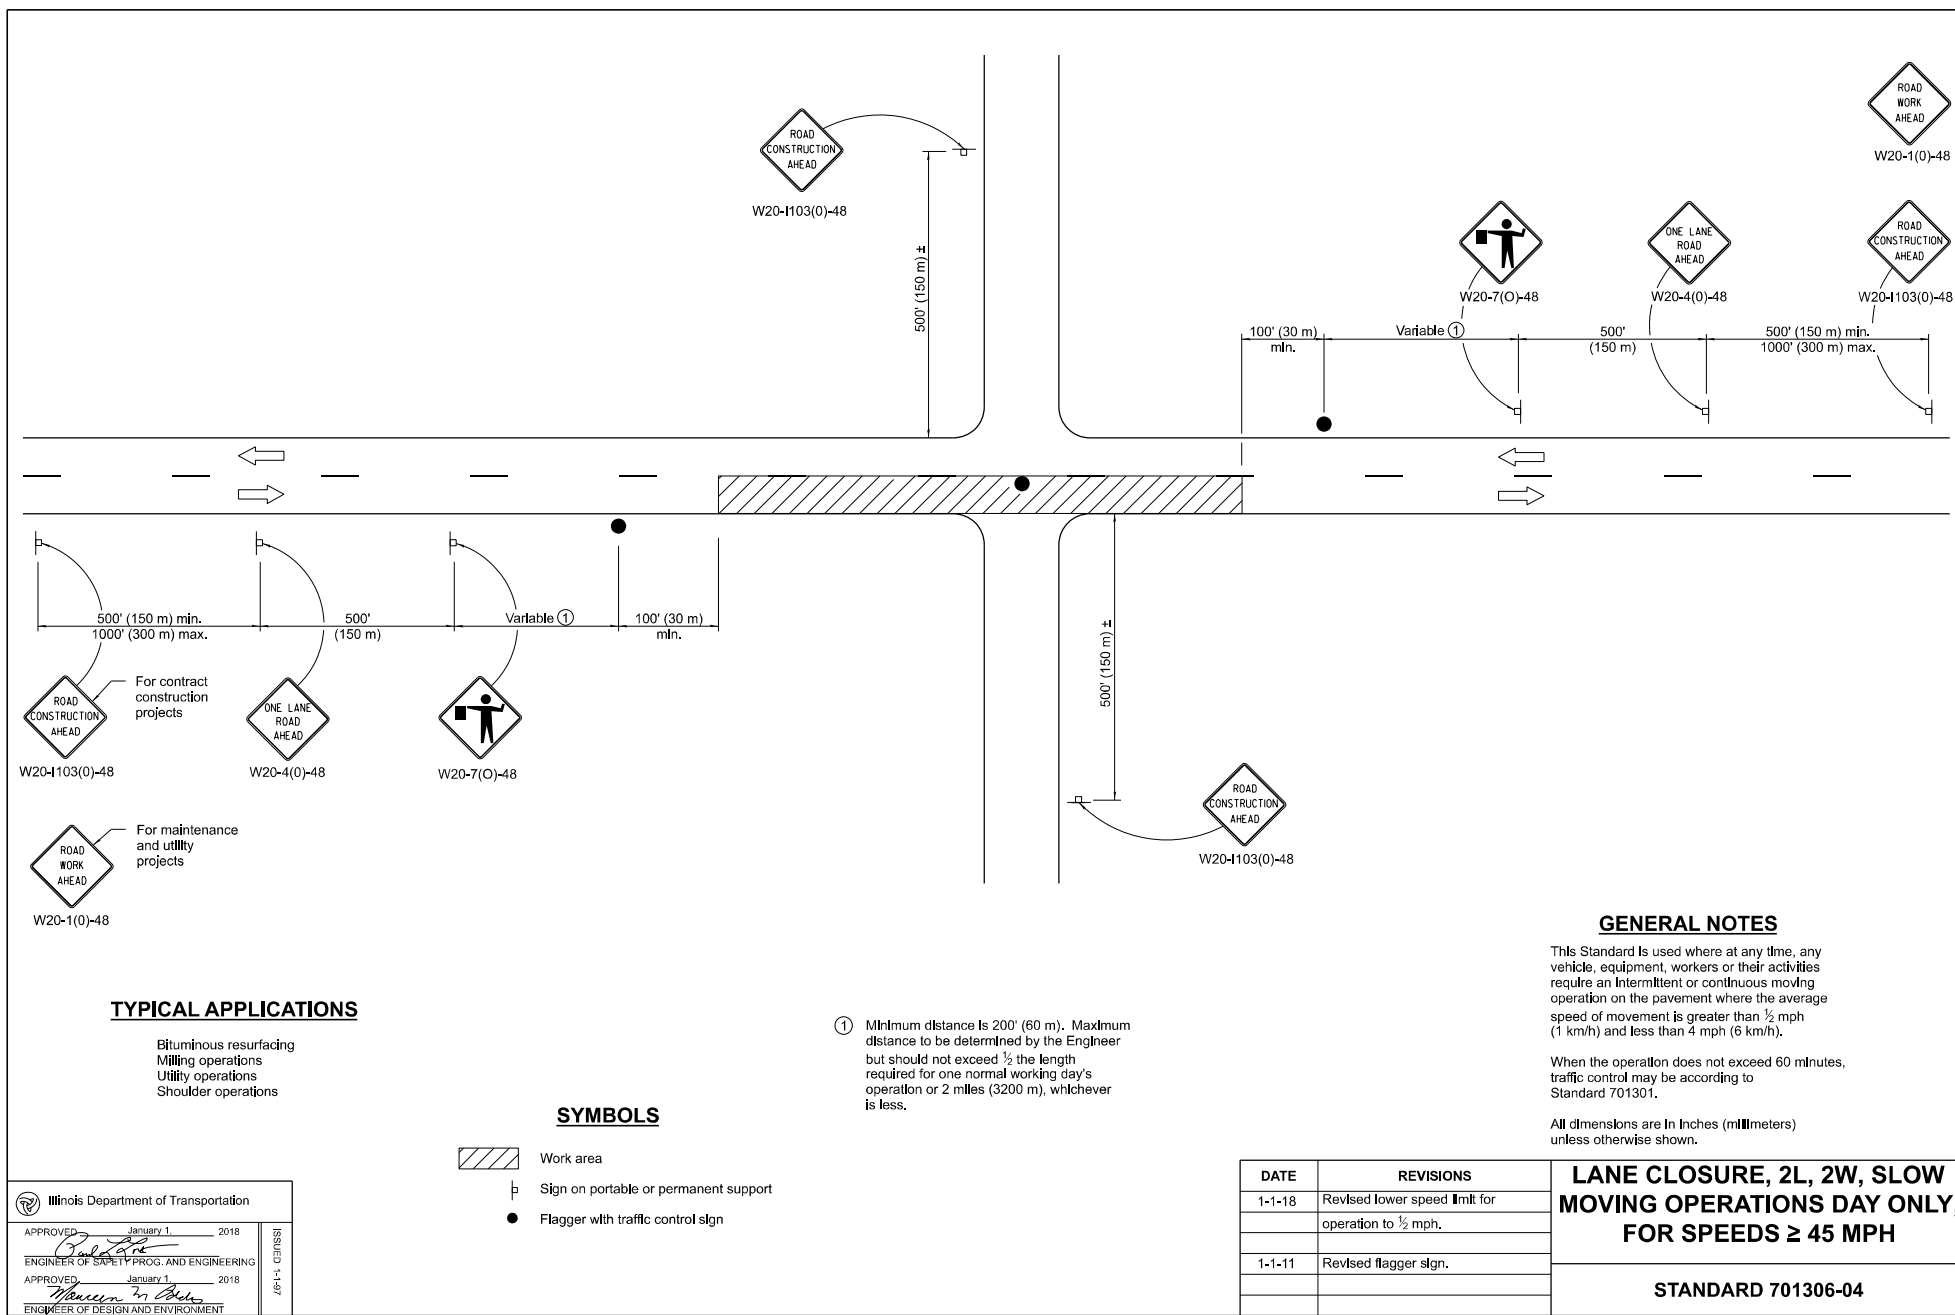 ROAD
CONSTRUCTION
AHEAD
W20-I103(0)-48
500' (150 m) ±
ROAD
WORK
AHEAD
W20-1(0)-48
W20-7(O)-48
ONE LANE
ROAD
AHEAD
W20-4(0)-48
ROAD
CONSTRUCTION
AHEAD
W20-I103(0)-48
100' (30 m)
min.
Variable ①
500'
(150 m)
500' (150 m) min.
1000' (300 m) max.
500' (150 m) min.
1000' (300 m) max.
500'
(150 m)
Variable ①
100' (30 m)
min.
ROAD
CONSTRUCTION
AHEAD
W20-I103(0)-48
For contract
construction
projects
ONE LANE
ROAD
AHEAD
W20-4(0)-48
W20-7(O)-48
500' (150 m) ±
ROAD
CONSTRUCTION
AHEAD
W20-I103(0)-48
ROAD
WORK
AHEAD
W20-1(0)-48
For maintenance
and utility
projects
TYPICAL APPLICATIONS
Bituminous resurfacing
Milling operations
Utility operations
Shoulder operations
① Minimum distance is 200' (60 m). Maximum
distance to be determined by the Engineer
but should not exceed ½ the length
required for one normal working day's
operation or 2 miles (3200 m), whichever
is less.
SYMBOLS
Work area
Sign on portable or permanent support
Flagger with traffic control sign
GENERAL NOTES
This Standard is used where at any time, any
vehicle, equipment, workers or their activities
require an intermittent or continuous moving
operation on the pavement where the average
speed of movement is greater than ½ mph
(1 km/h) and less than 4 mph (6 km/h).
When the operation does not exceed 60 minutes,
traffic control may be according to
Standard 701301.
All dimensions are in inches (millimeters)
unless otherwise shown.
Illinois Department of Transportation
APPROVED January 1, 2018
ENGINEER OF SAFETY PROG. AND ENGINEERING
APPROVED January 1, 2018
ENGINEER OF DESIGN AND ENVIRONMENT
ISSUED 1-1-97
DATE REVISIONS
1-1-18 Revised lower speed limit for
operation to ½ mph.
1-1-11 Revised flagger sign.
LANE CLOSURE, 2L, 2W, SLOW
MOVING OPERATIONS DAY ONLY,
FOR SPEEDS ≥ 45 MPH
STANDARD 701306-04